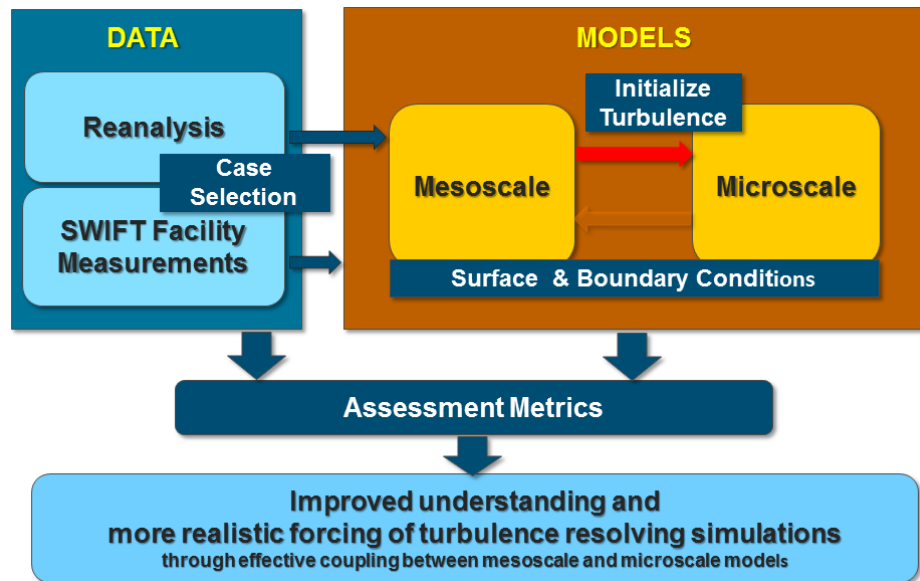 DATA
Reanalysis
Case
Selection
SWIFT Facility
Measurements
MODELS
Initialize
Turbulence
Mesoscale
Microscale
Surface & Boundary Conditions
Assessment Metrics
Improved understanding and
more realistic forcing of turbulence resolving simulations
through effective coupling between mesoscale and microscale models